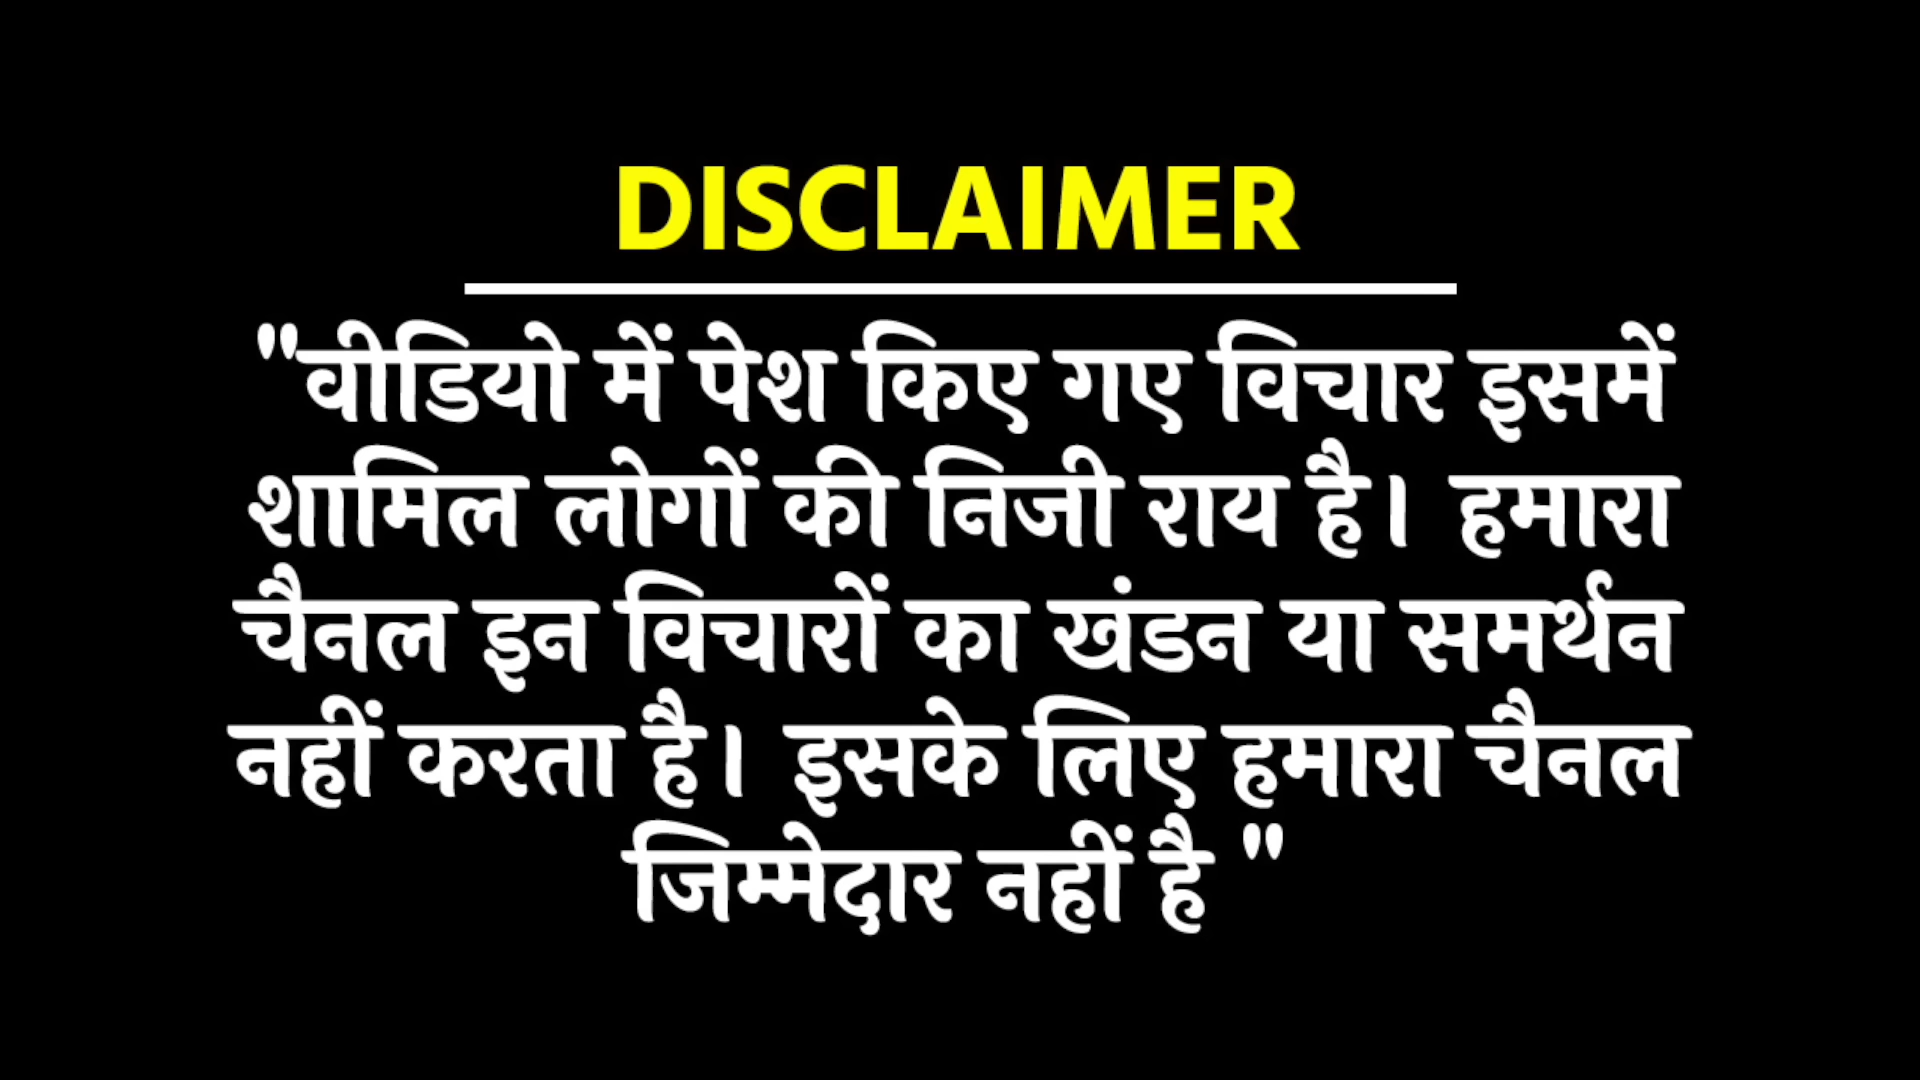 DISCLAIMER
"वीडियो में पेश किए गए विचार इसमें
शामिल लोगों की निजी राय है। हमारा
चैनल इन विचारों का खंडन या समर्थन
नहीं करता है। इसके लिए हमारा चैनल
जिम्मेदार नहीं है "